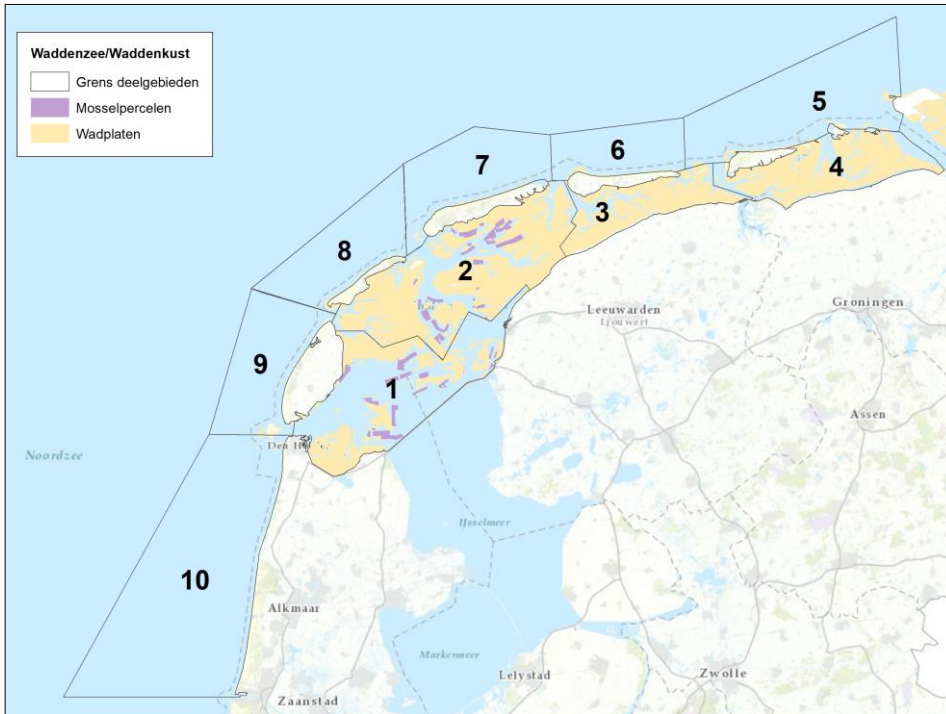 Waddenzee/Waddenkust
Grens deelgebieden
Mosselpercelen
Wadplaten
5
6
7
4
3
8
2
Leeuwarden
Ljouwert
Groningen
9
1
Assen
Noordzee
Den H
IJsselmeer
10
Alkmaar
Markermeer
Lelystad
Zwolle
Zaanstad